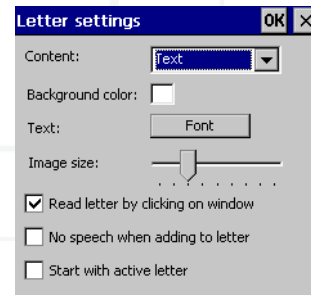 Letter settings OK
Content: Text
Background color:
Text: Font
Image size:
Read letter by clicking on window
No speech when adding to letter
Start with active letter